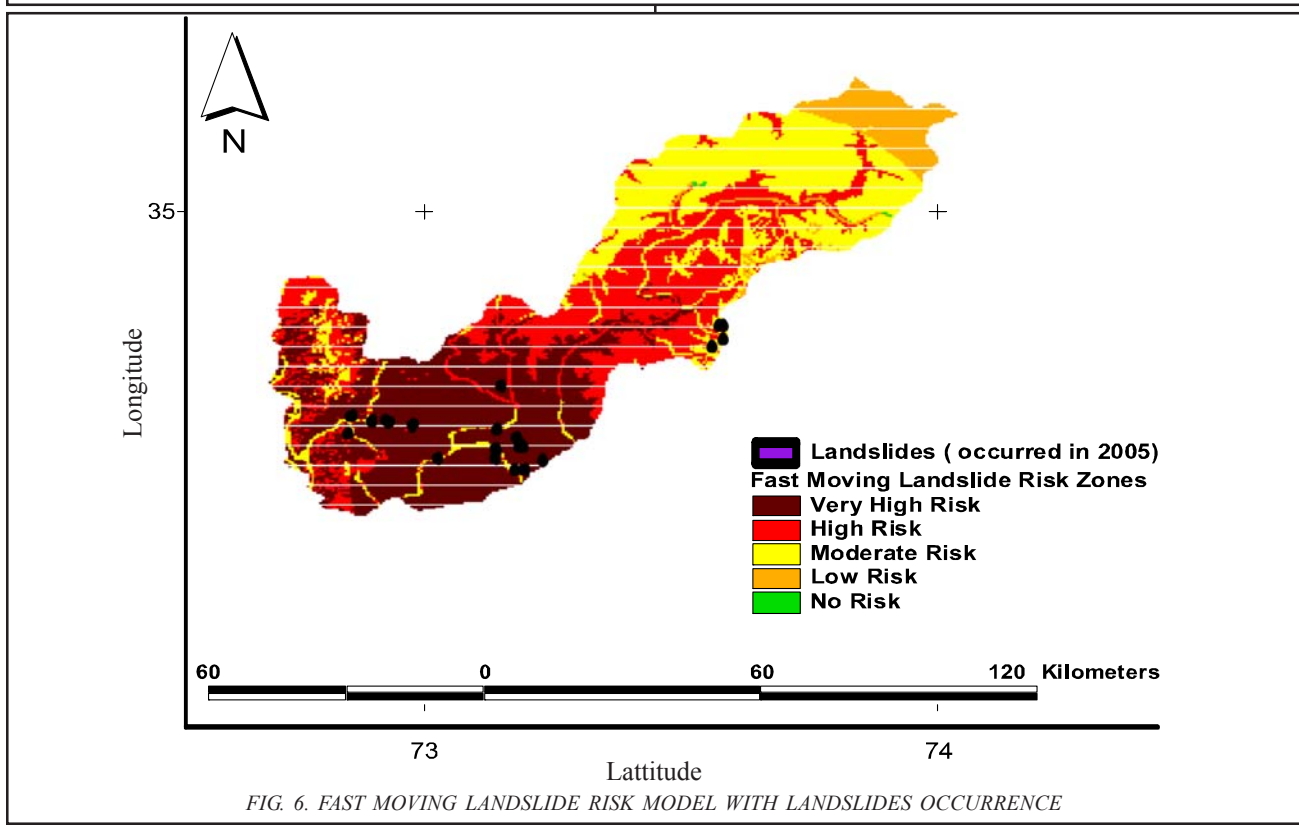 N
35
Longitude
Landslides ( occurred in 2005)
Fast Moving Landslide Risk Zones
Very High Risk
High Risk
Moderate Risk
Low Risk
No Risk
60 0 60 120 Kilometers
73 74
Lattitude
FIG. 6. FAST MOVING LANDSLIDE RISK MODEL WITH LANDSLIDES OCCURRENCE